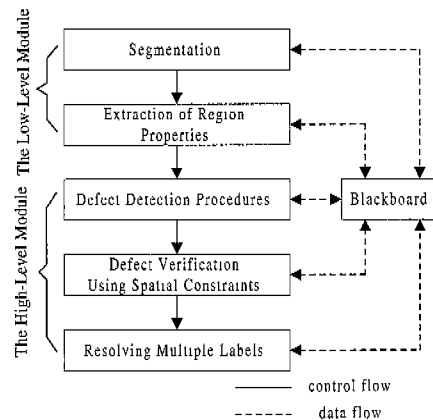 The Low-Level Module
Segmentation
Extraction of Region
Properties
The High-Level Module
Defect Detection Procedures
Blackboard
Defect Verification
Using Spatial Constraints
Resolving Multiple Labels
control flow
data flow